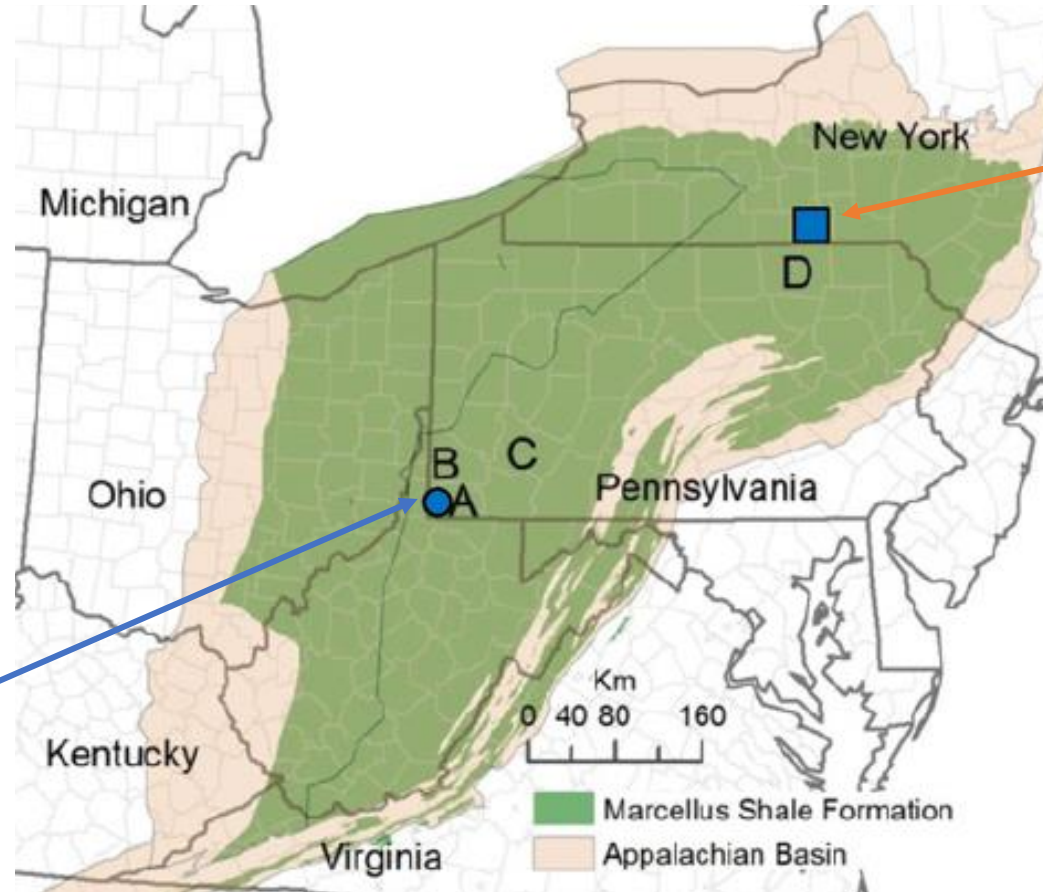 New York
Michigan
D
B
C
A
Ohio
Pennsylvania
Km
0 40 80 160
Kentucky
Marcellus Shale Formation
Virginia
Appalachian Basin